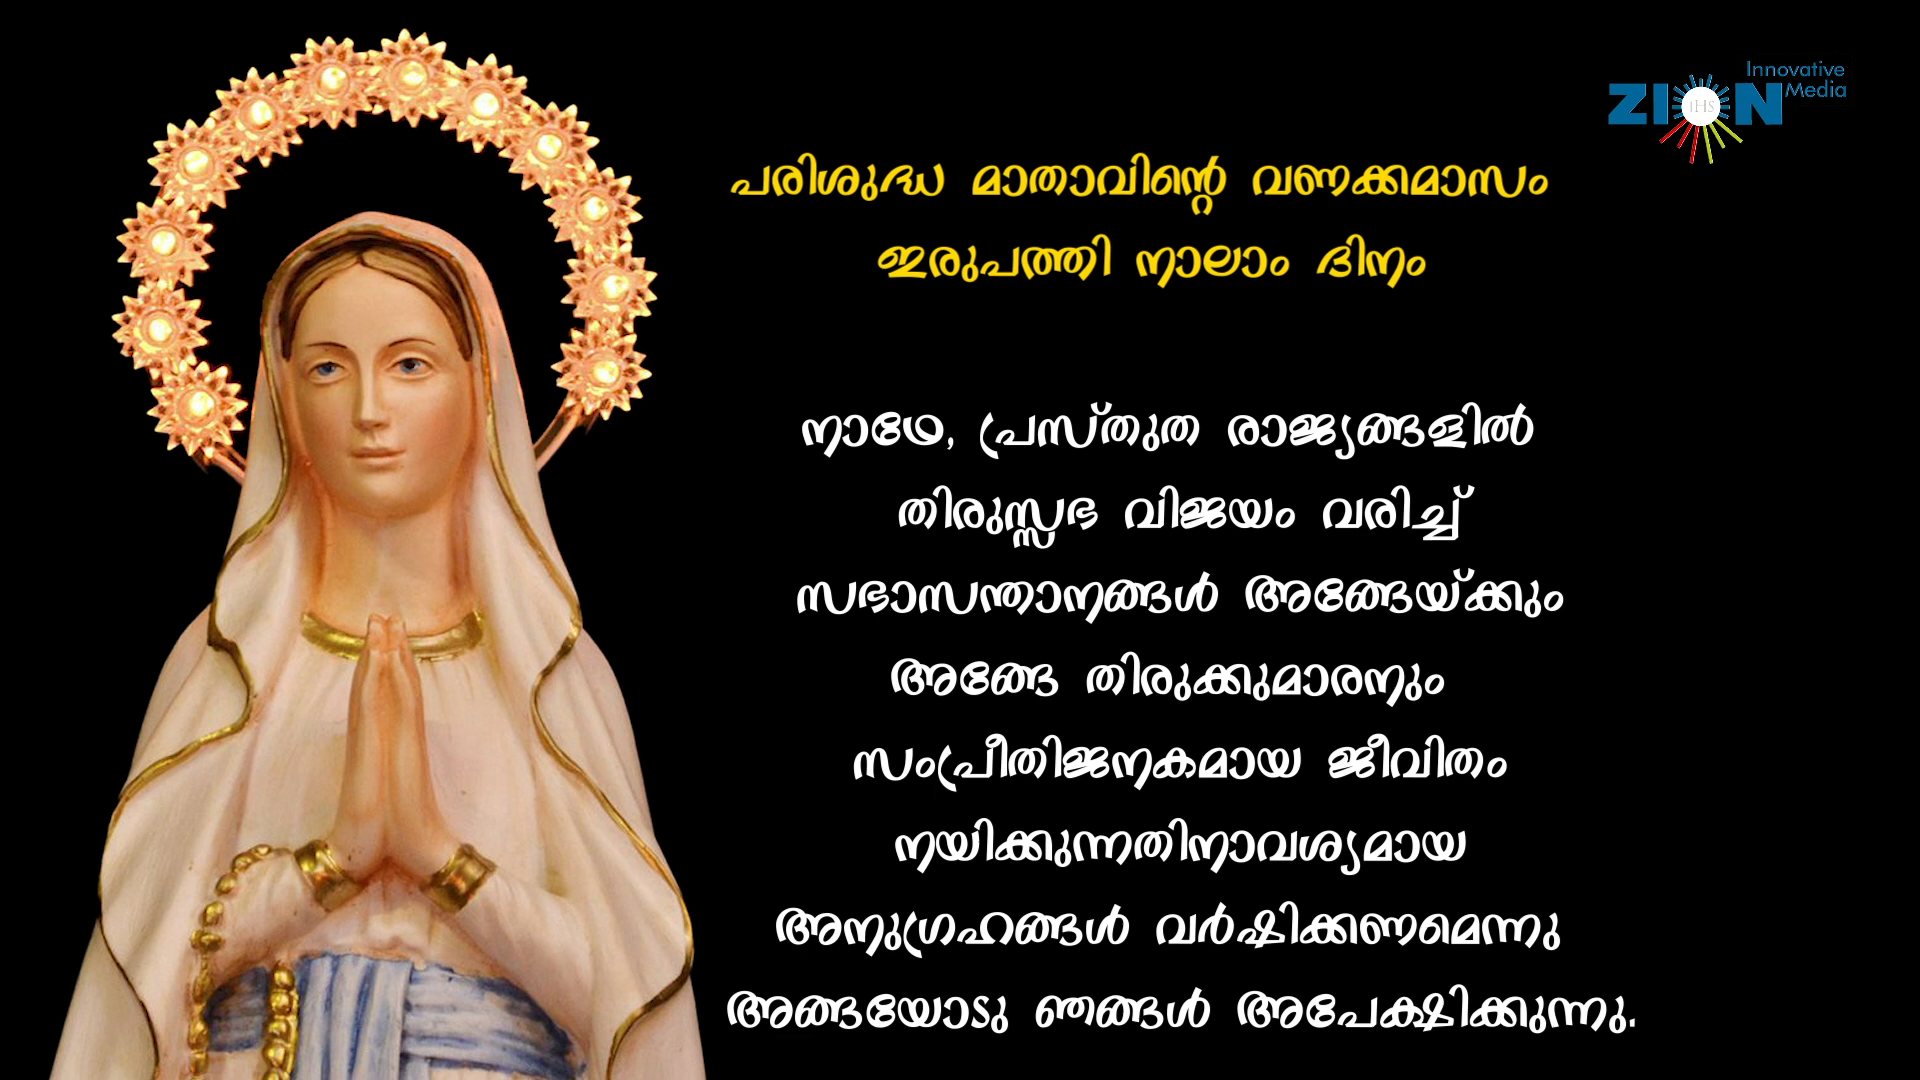 Innovative
ZION Media
IHS
പരിശുദ്ധ മാതാവിന്റെ വണക്കമാസം
ഇരുപത്തി നാലാം ദിനം
നാഥേ, പ്രസ്തുത രാജ്യങ്ങളിൽ
തിരുസ്സഭ വിജയം വരിച്ച്
സഭാസന്താനങ്ങൾ അങ്ങേയ്ക്കും
അങ്ങേ തിരുക്കുമാരനും
സംപ്രീതിജനകമായ ജീവിതം
നയിക്കുന്നതിനാവശ്യമായ
അനുഗ്രഹങ്ങൾ വർഷിക്കണമെന്നു
അങ്ങയോടു ഞങ്ങൾ അപേക്ഷിക്കുന്നു.